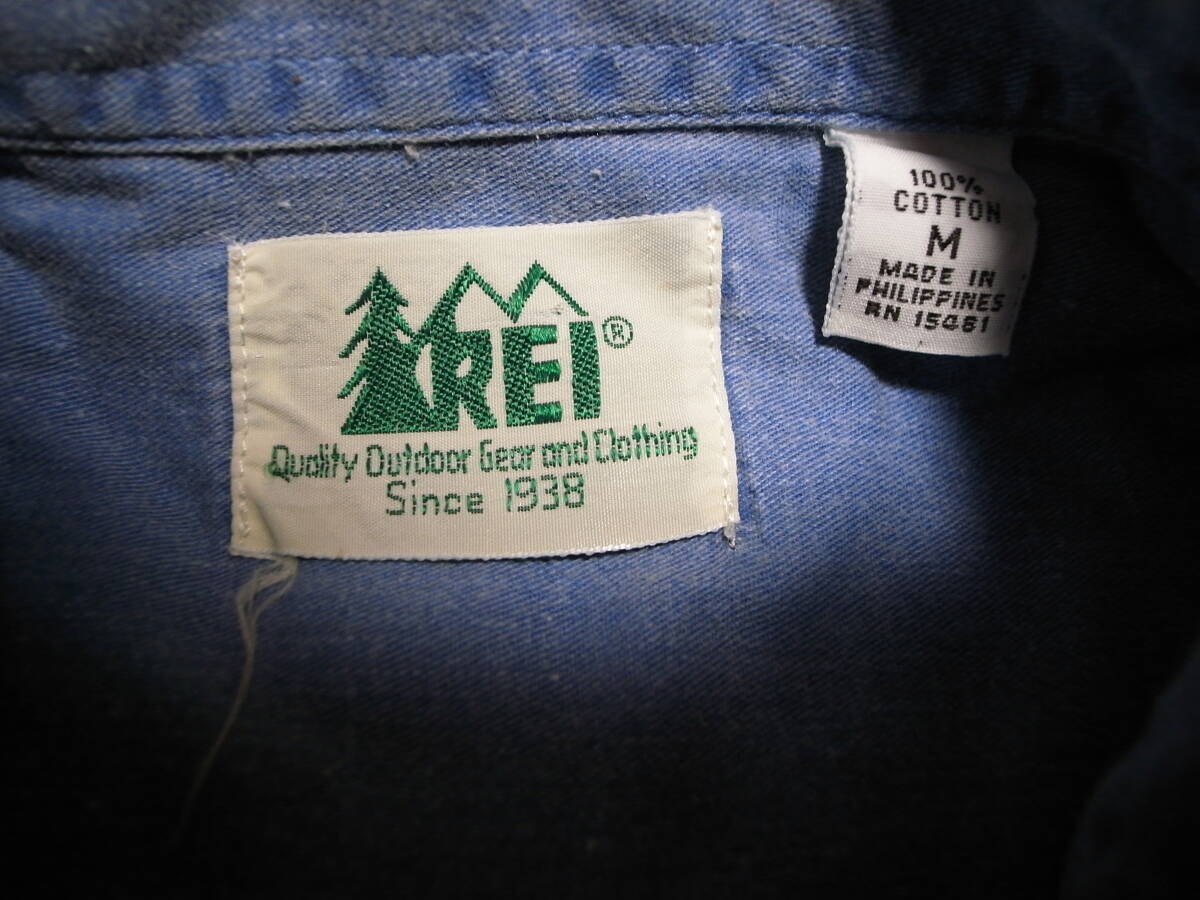 REI®
Quality Outdoor Gear and Clothing
Since 1938
100%
COTTON
M
MADE IN
PHILIPPINES
RN 15461